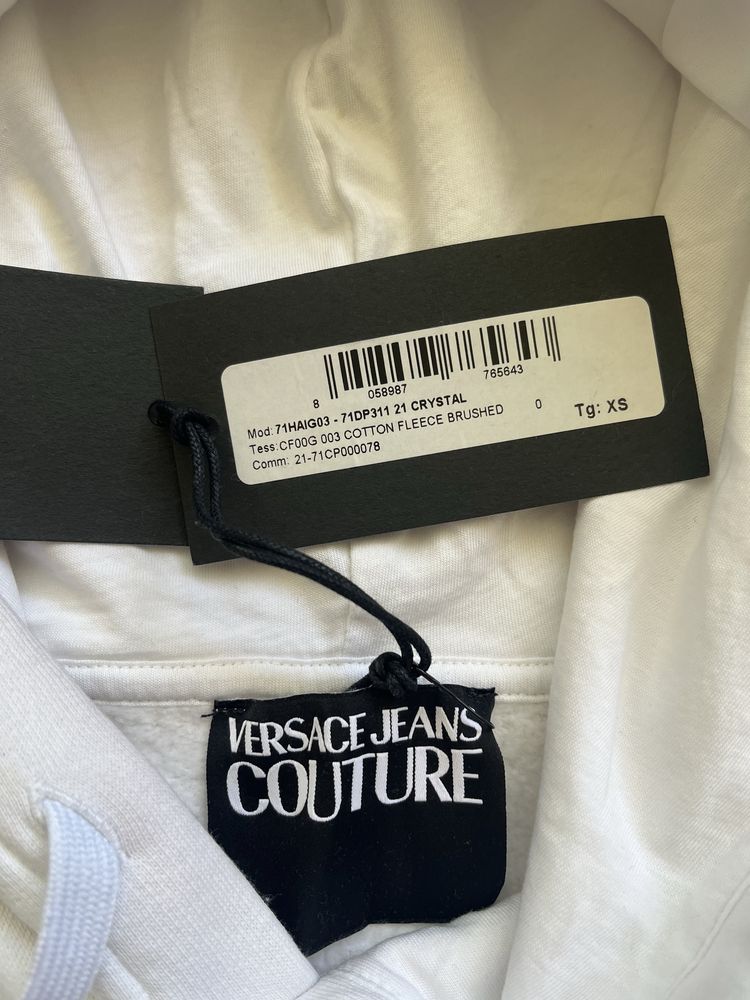 8 058987 765643
Mod: 71HAIG03 - 71DP311 21 CRYSTAL
Tess:CF00G 003 COTTON FLEECE BRUSHED 0 Tg: XS
Comm: 21-71CP000078
VERSACE JEANS
COUTURE